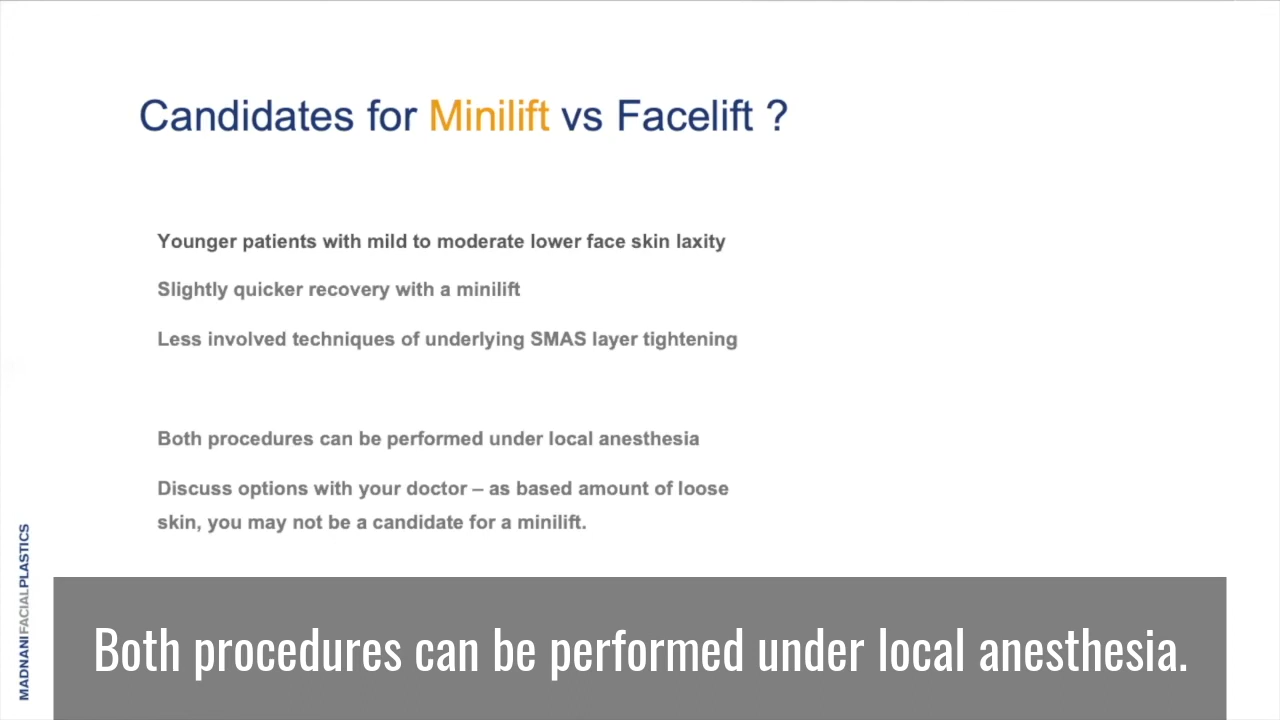 Candidates for Minilift vs Facelift ?
Younger patients with mild to moderate lower face skin laxity
Slightly quicker recovery with a minilift
Less involved techniques of underlying SMAS layer tightening
Both procedures can be performed under local anesthesia
Discuss options with your doctor – as based amount of loose
skin, you may not be a candidate for a minilift.
MADNANIFACIALPLASTICS
Both procedures can be performed under local anesthesia.